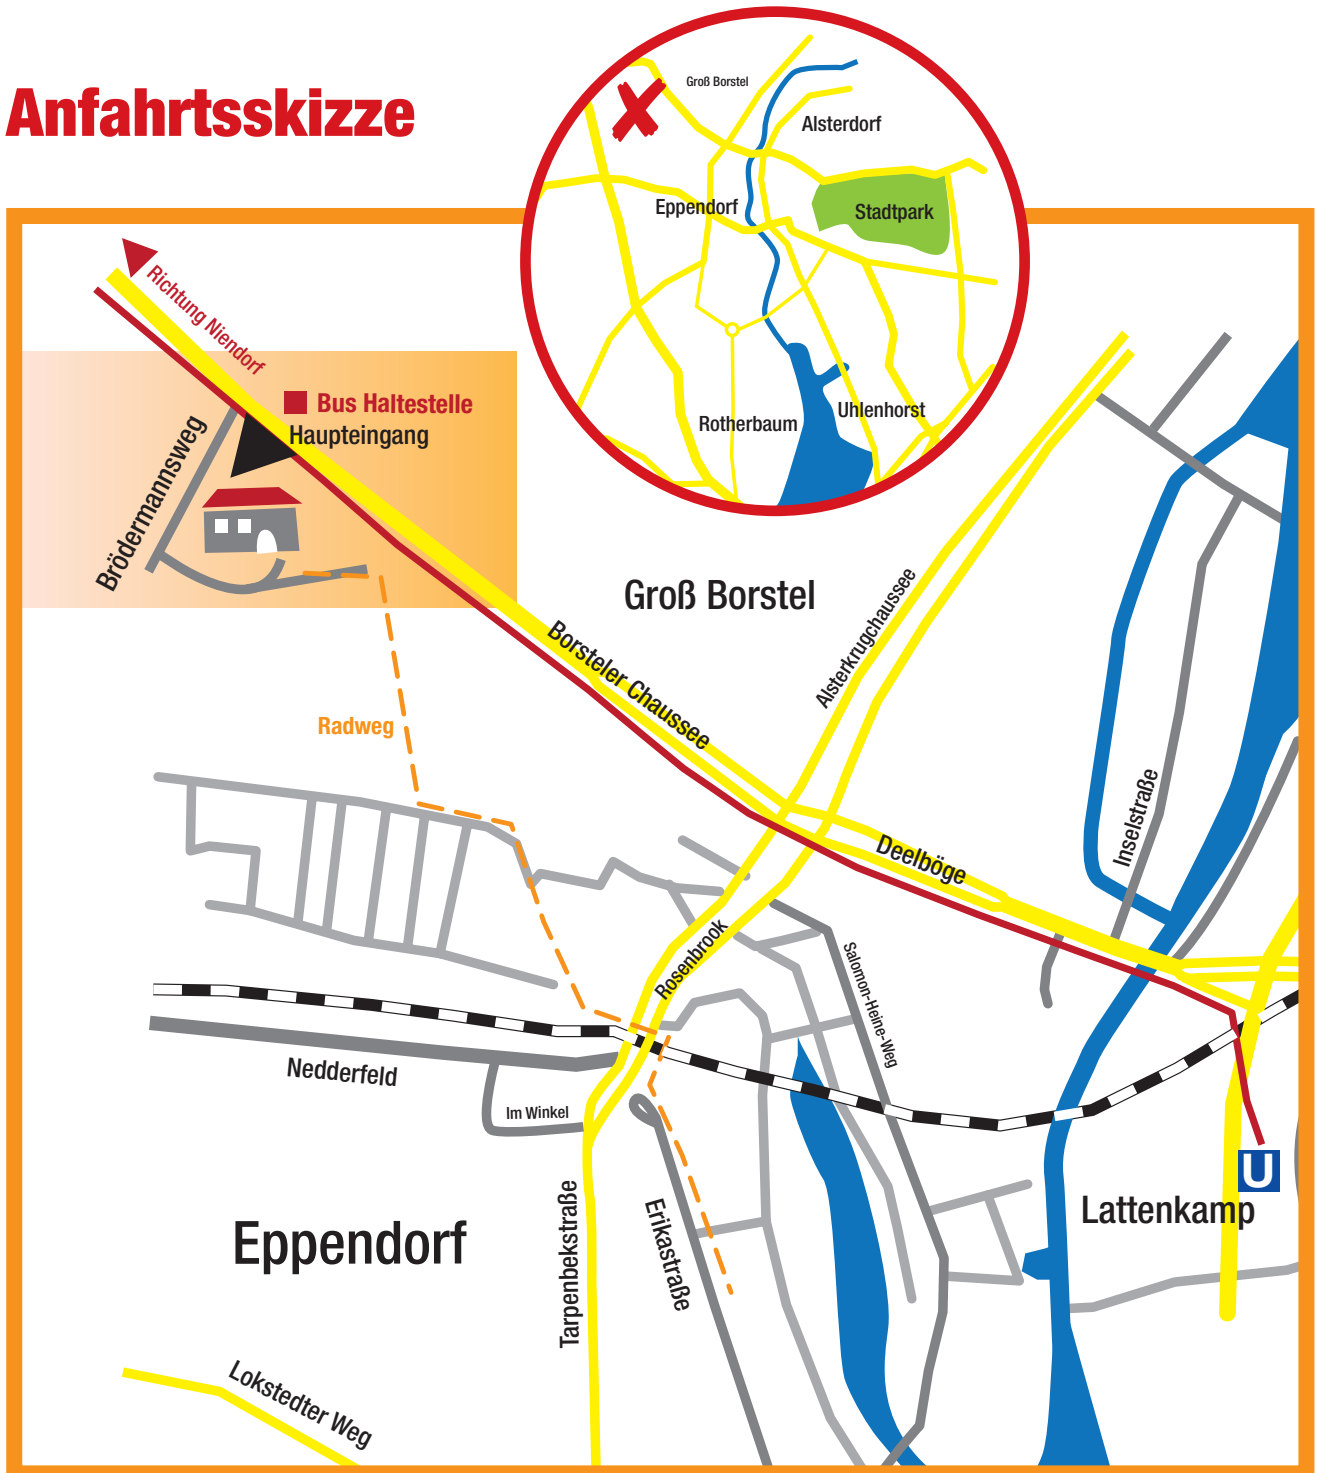 Anfahrtsskizze
Groß Borstel
Alsterdorf
Eppendorf
Stadtpark
Rotherbaum
Uhlenhorst
Richtung Niendorf
Bus Haltestelle
Haupteingang
Brödermannsweg
Groß Borstel
Alsterkrugchaussee
Borsteler Chaussee
Radweg
Inselstraße
Deelböge
Rosenbrook
Salomon-Heine-Weg
Nedderfeld
Im Winkel
U
Lattenkamp
Eppendorf
Tarpenbekstraße
Erikastraße
Lokstedter Weg